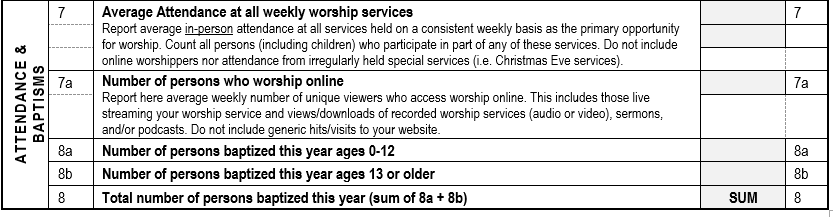 ATTENDANCE &
BAPTISMS
7 Average Attendance at all weekly worship services 7
Report average in-person attendance at all services held on a consistent weekly basis as the primary opportunity
for worship. Count all persons (including children) who participate in part of any of these services. Do not include
online worshippers nor attendance from irregularly held special services (i.e. Christmas Eve services).
7a Number of persons who worship online 7a
Report here average weekly number of unique viewers who access worship online. This includes those live
streaming your worship service and views/downloads of recorded worship services (audio or video), sermons,
and/or podcasts. Do not include generic hits/visits to your website.
8a Number of persons baptized this year ages 0-12 8a
8b Number of persons baptized this year ages 13 or older 8b
8 Total number of persons baptized this year (sum of 8a + 8b) SUM 8